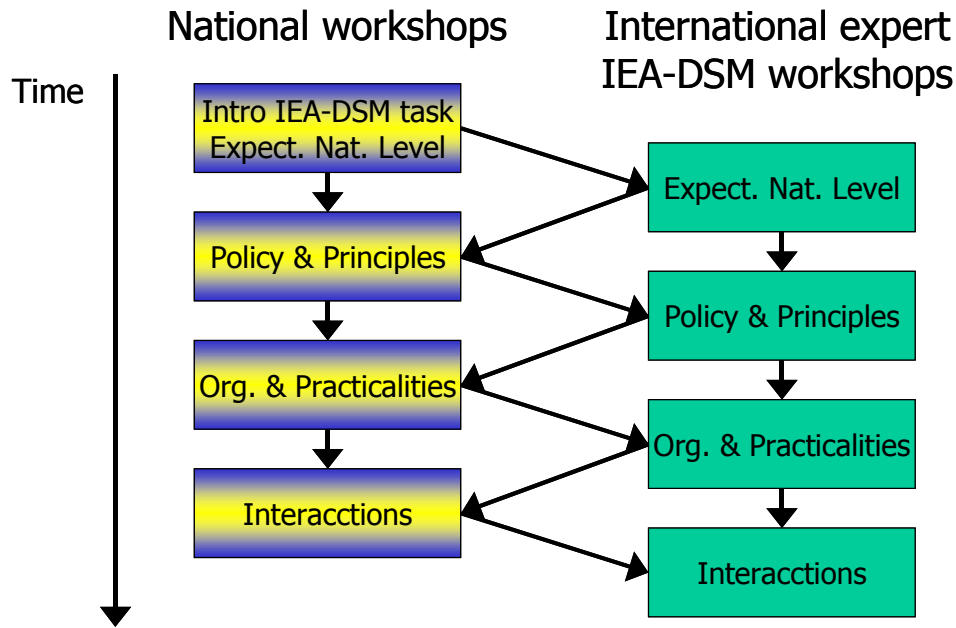 National workshops
International expert
IEA-DSM workshops
Time
Intro IEA-DSM task
Expect. Nat. Level
Expect. Nat. Level
Policy & Principles
Policy & Principles
Org. & Practicalities
Org. & Practicalities
Interacctions
Interacctions